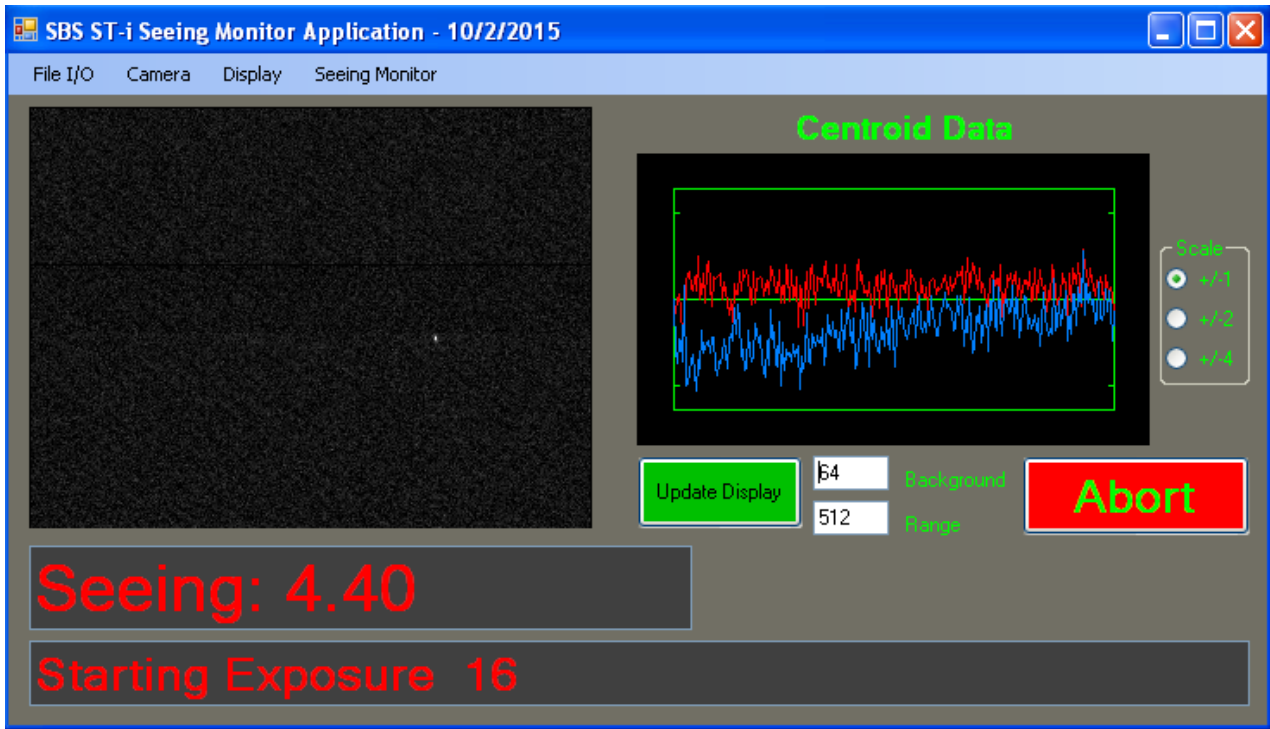 SBS ST-i Seeing Monitor Application - 10/2/2015
File I/O Camera Display Seeing Monitor
Centroid Data
Scale
+/-1
+/-2
+/-4
Update Display
64 Background
512 Range
Abort
Seeing: 4.40
Starting Exposure 16